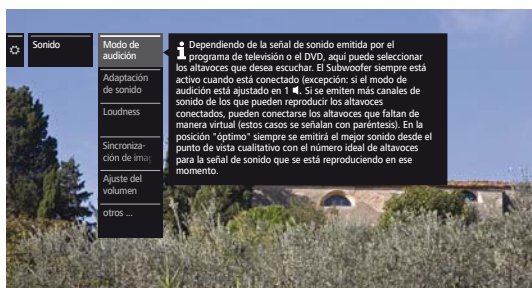 Sonido
Modo de
audición
Adaptación
de sonido
Loudness
Sincroniza-
ción de imag
Ajuste del
volumen
otros ...
Dependiendo de la señal de sonido emitida por el
programa de televisión o el DVD, aquí puede seleccionar
los altavoces que desea escuchar. El Subwoofer siempre está
activo cuando está conectado (excepción: si el modo de
audición está ajustado en 1 🔇. Si se emiten más canales de
sonido de los que pueden reproducir los altavoces
conectados, pueden conectarse los altavoces que faltan de
manera virtual (estos casos se señalan con paréntesis). En la
posición "óptimo" siempre se emitirá el mejor sonido desde el
punto de vista cualitativo con el número ideal de altavoces
para la señal de sonido que se está reproduciendo en ese
momento.